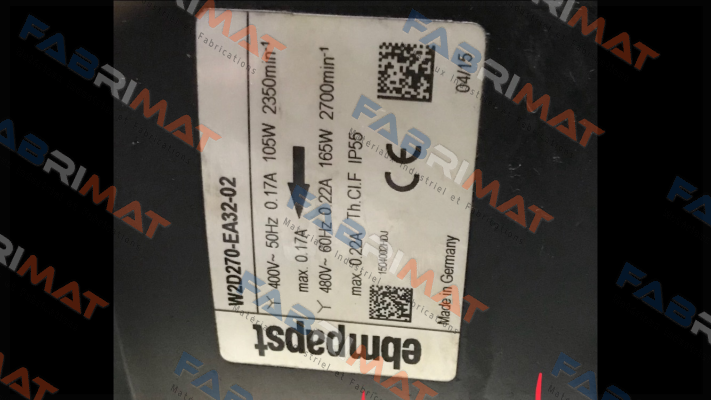 ebmpapst
W2D270-EA32-02
Y 400V~ 50Hz 0.17A 105W 2350min⁻¹
max. 0.17A
Y 480V~ 60Hz 0.22A 165W 2700min⁻¹
max. 0.22A Th.Cl.F IP55
Made in Germany
CE
04/15
FABRIMAT